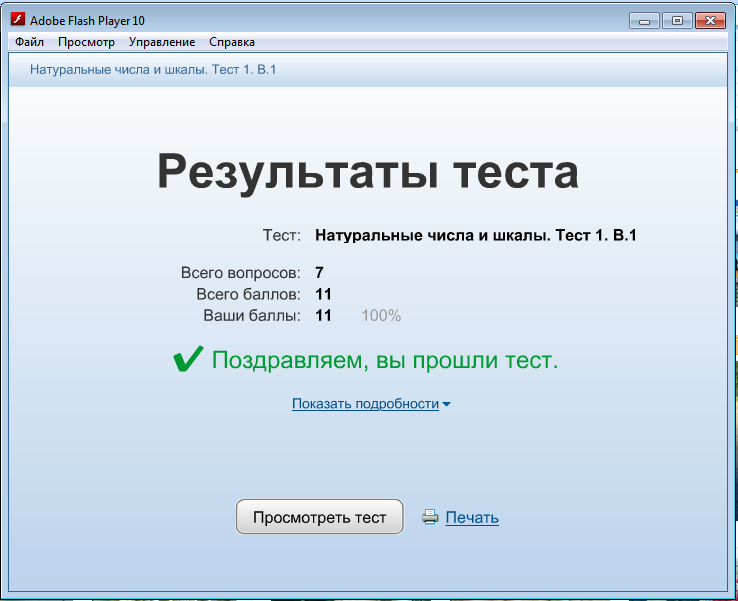 Adobe Flash Player 10
Файл Просмотр Управление Справка
Натуральные числа и шкалы. Тест 1. В.1
Результаты теста
Тест: Натуральные числа и шкалы. Тест 1. В.1
Всего вопросов: 7
Всего баллов: 11
Ваши баллы: 11 100%
Поздравляем, вы прошли тест.
Показать подробности
Просмотреть тест Печать